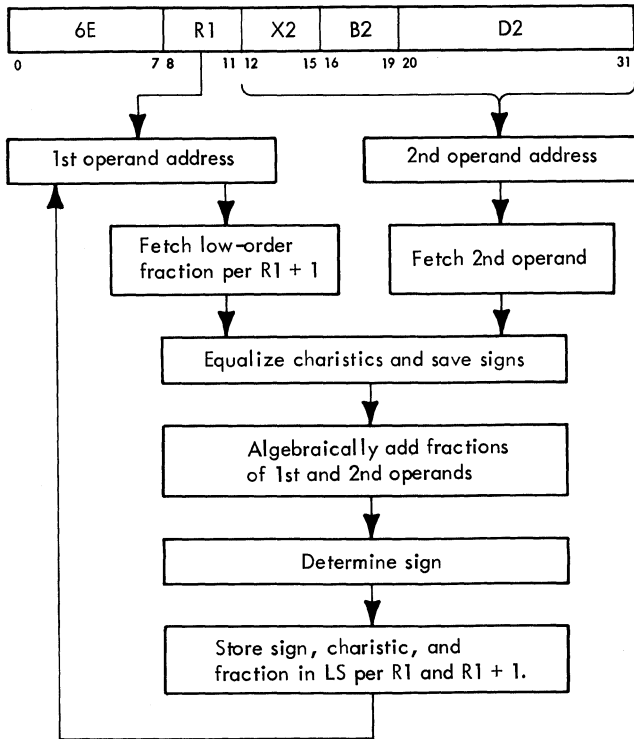 6E R1 X2 B2 D2
0 7 8 11 12 15 16 19 20 31
1st operand address
2nd operand address
Fetch low-order
fraction per R1 + 1
Fetch 2nd operand
Equalize charistics and save signs
Algebraically add fractions
of 1st and 2nd operands
Determine sign
Store sign, charistic, and
fraction in LS per R1 and R1 + 1.